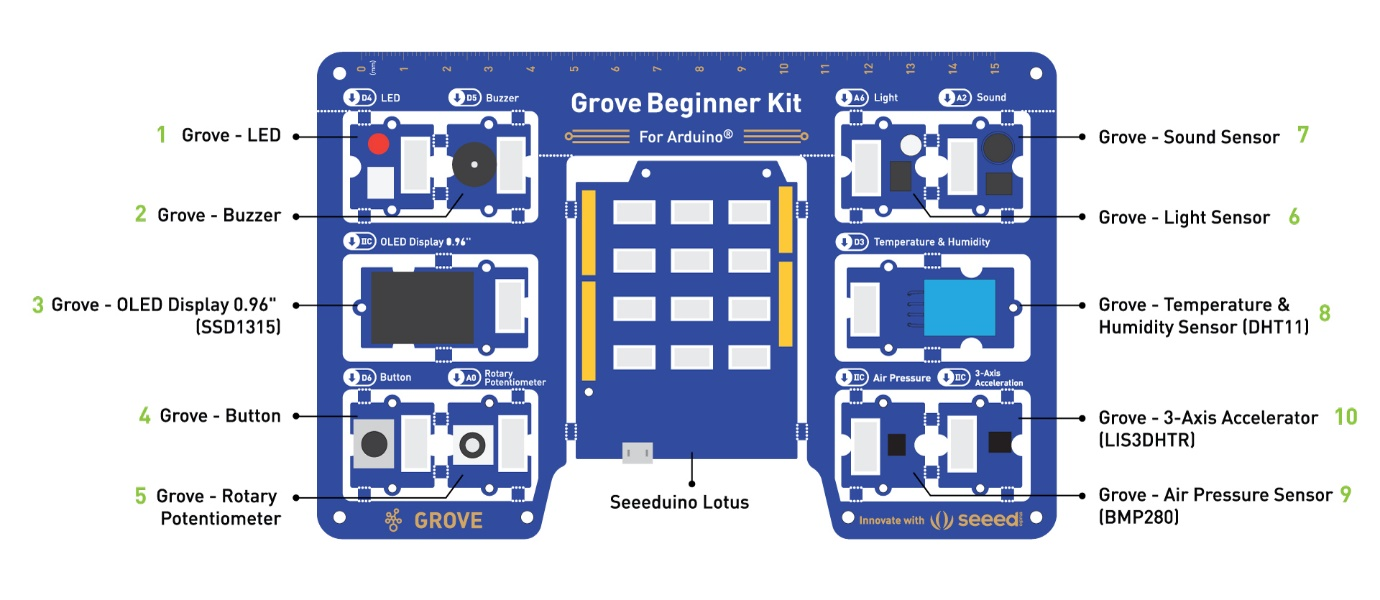 0 1 2 3 4 5 6 7 8 9 10 11 12 13 14 15
(mm)
D4 LED
D5 Buzzer
Grove Beginner Kit
For Arduino®
A6 Light
A2 Sound
1 Grove - LED
2 Grove - Buzzer
IIC OLED Display 0.96"
3 Grove - OLED Display 0.96"
(SSD1315)
D6 Button
A0 Rotary
Potentiometer
4 Grove - Button
5 Grove - Rotary
Potentiometer
GROVE
Seeeduino Lotus
Grove - Sound Sensor 7
Grove - Light Sensor 6
D3 Temperature & Humidity
Grove - Temperature &
Humidity Sensor (DHT11) 8
IIC Air Pressure
IIC 3-Axis
Acceleration
Grove - 3-Axis Accelerator 10
(LIS3DHTR)
Grove - Air Pressure Sensor 9
(BMP280)
Innovate with seeed